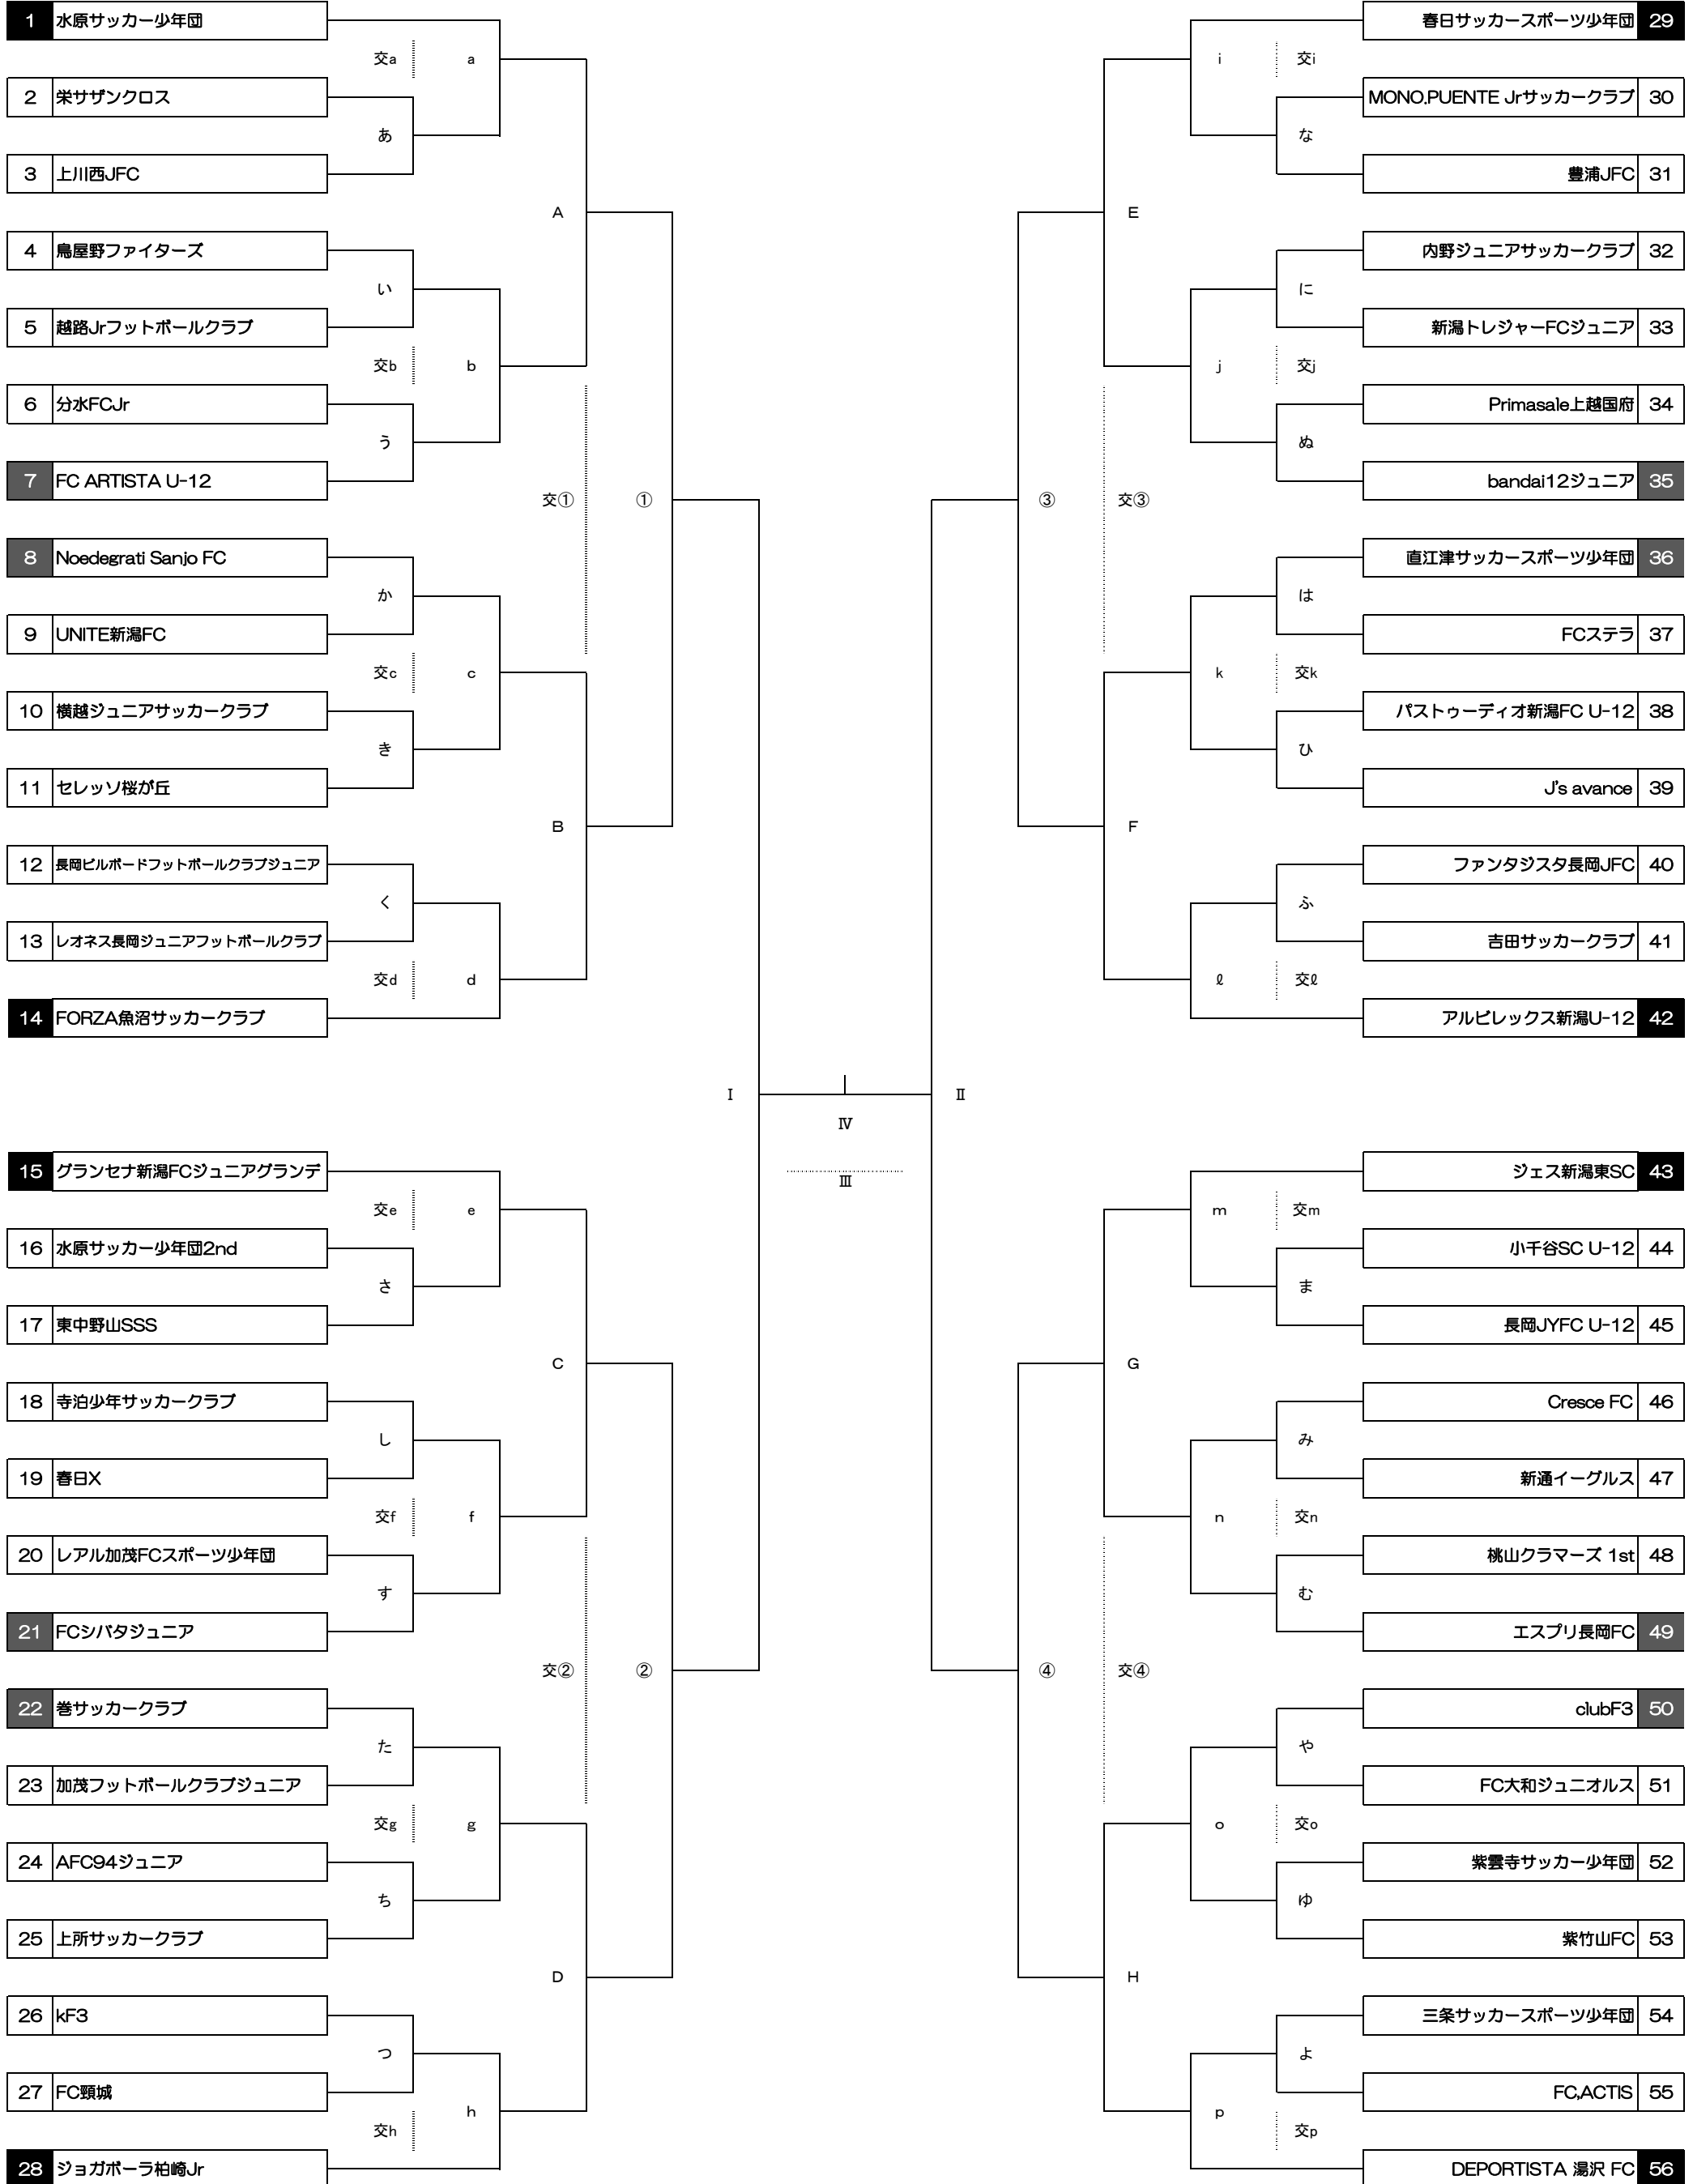 1 水原サッカー少年団
交a a
2 栄サザンクロス
あ
3 上川西JFC
A
4 鳥屋野ファイターズ
い
5 越路Jrフットボールクラブ
交b b
6 分水FCJr
う
7 FC ARTISTA U-12
交① ①
8 Noedegrati Sanjo FC
か
9 UNITE新潟FC
交c c
10 横越ジュニアサッカークラブ
き
11 セレッソ桜が丘
B
12 長岡ビルボードフットボールクラブジュニア
く
13 レオネス長岡ジュニアフットボールクラブ
交d d
14 FORZA魚沼サッカークラブ
Ⅰ
15 グランセナ新潟FCジュニアグランデ
交e e
16 水原サッカー少年団2nd
さ
17 東中野山SSS
C
18 寺泊少年サッカークラブ
し
19 春日X
交f f
20 レアル加茂FCスポーツ少年団
す
21 FCシバタジュニア
交② ②
22 巻サッカークラブ
た
23 加茂フットボールクラブジュニア
交g g
24 AFC94ジュニア
ち
25 上所サッカークラブ
D
26 kF3
つ
27 FC頸城
交h h
28 ジョガボーラ柏崎Jr
Ⅳ
Ⅲ
春日サッカースポーツ少年団 29
i 交i
MONO.PUENTE Jrサッカークラブ 30
な
豊浦JFC 31
E
内野ジュニアサッカークラブ 32
に
新潟トレジャーFCジュニア 33
j 交j
Primasale上越国府 34
ぬ
bandai12ジュニア 35
③ 交③
直江津サッカースポーツ少年団 36
は
FCステラ 37
k 交k
パストゥーディオ新潟FC U-12 38
ひ
J's avance 39
F
ファンタジスタ長岡JFC 40
ふ
吉田サッカークラブ 41
ℓ 交ℓ
アルビレックス新潟U-12 42
Ⅱ
ジェス新潟東SC 43
m 交m
小千谷SC U-12 44
ま
長岡JYFC U-12 45
G
Cresce FC 46
み
新通イーグルス 47
n 交n
桃山クラマーズ 1st 48
む
エスプリ長岡FC 49
④ 交④
clubF3 50
や
FC大和ジュニオルス 51
o 交o
紫雲寺サッカー少年団 52
ゆ
紫竹山FC 53
H
三条サッカースポーツ少年団 54
よ
FC,ACTIS 55
p 交p
DEPORTISTA 湯沢 FC 56